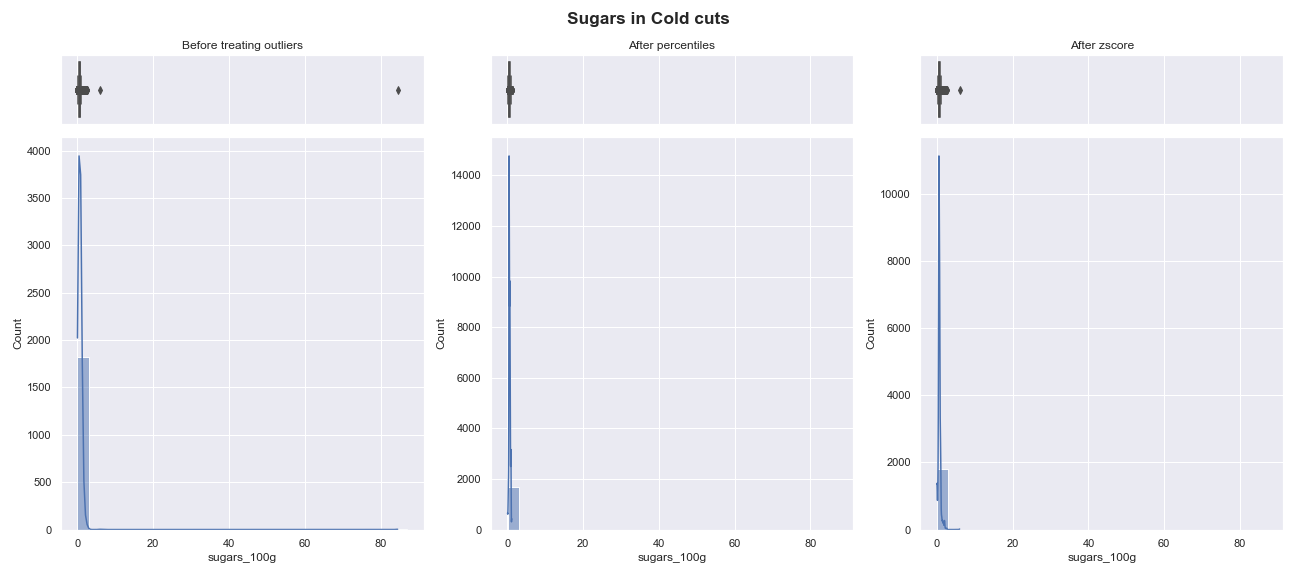 Sugars in Cold cuts
Before treating outliers
After percentiles
After zscore
4000
3500
3000
2500
2000
1500
1000
500
0
Count
0 20 40 60 80
sugars_100g
14000
12000
10000
8000
6000
4000
2000
0
Count
0 20 40 60 80
sugars_100g
10000
8000
6000
4000
2000
0
Count
0 20 40 60 80
sugars_100g